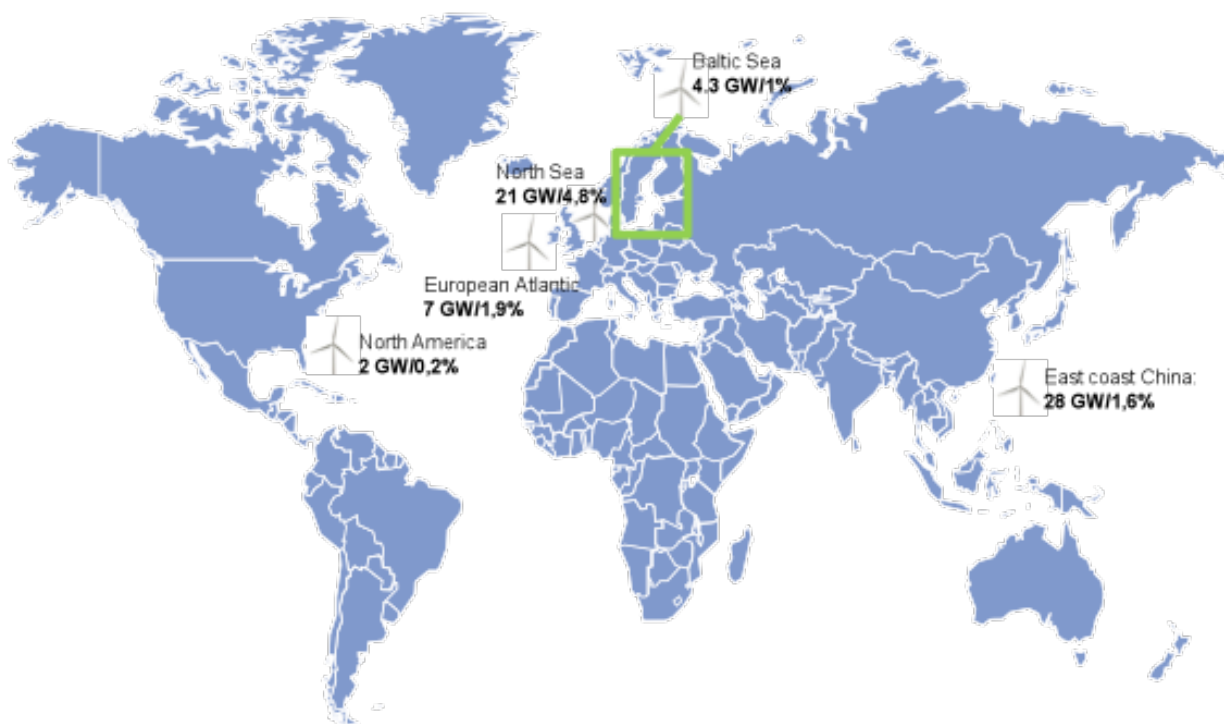 Baltic Sea
4.3 GW/1%
North Sea
21 GW/4,8%
European Atlantic
7 GW/1,9%
North America
2 GW/0,2%
East coast China:
28 GW/1,6%